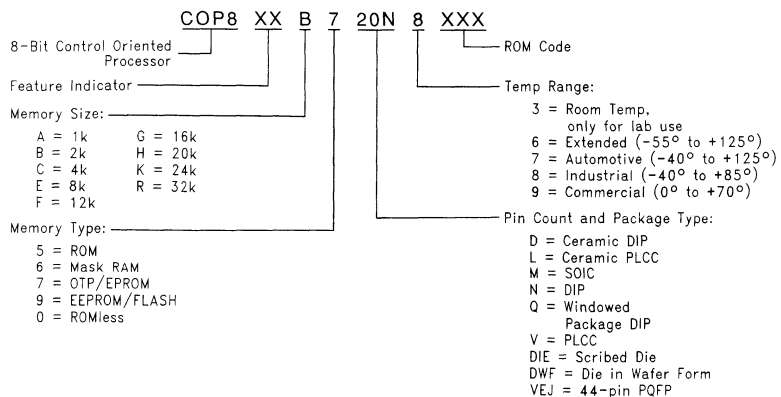 COP8 XX B 7 20N 8 XXX
8-Bit Control Oriented
Processor
Feature Indicator
Memory Size:
A = 1k
B = 2k
C = 4k
E = 8k
F = 12k
G = 16k
H = 20k
K = 24k
R = 32k
Memory Type:
5 = ROM
6 = Mask RAM
7 = OTP/EPROM
9 = EEPROM/FLASH
0 = ROMless
ROM Code
Temp Range:
3 = Room Temp,
only for lab use
6 = Extended (-55° to +125°)
7 = Automotive (-40° to +125°)
8 = Industrial (-40° to +85°)
9 = Commercial (0° to +70°)
Pin Count and Package Type:
D = Ceramic DIP
L = Ceramic PLCC
M = SOIC
N = DIP
Q = Windowed
Package DIP
V = PLCC
DIE = Scribed Die
DWF = Die in Wafer Form
VEJ = 44-pin PQFP